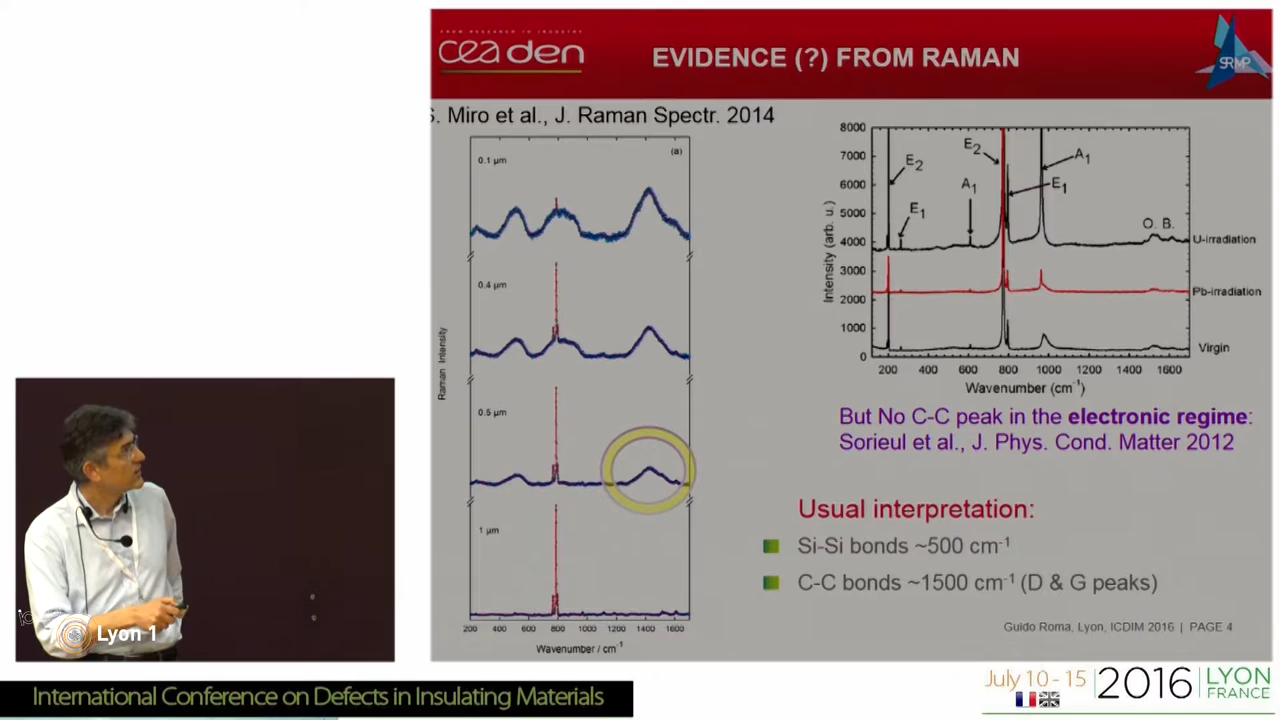 FROM RESEARCH TO INDUSTRY
cea den
EVIDENCE (?) FROM RAMAN
SRMP
S. Miro et al., J. Raman Spectr. 2014
(a)
0.1 µm
0.4 µm
0.5 µm
1 µm
Raman Intensity
200 400 600 800 1000 1200 1400 1600
Wavenumber / cm-1
8000
7000
6000
5000
4000
3000
2000
1000
0
Intensity (arb. u.)
E2
E1
A1
E2
E1
A1
O. B.
U-irradiation
Pb-irradiation
Virgin
200 400 600 800 1000 1200 1400 1600
Wavenumber (cm-1)
But No C-C peak in the electronic regime:
Sorieul et al., J. Phys. Cond. Matter 2012
Usual interpretation:
Si-Si bonds ~500 cm-1
C-C bonds ~1500 cm-1 (D & G peaks)
Guido Roma, Lyon, ICDIM 2016 | PAGE 4
Lyon 1
International Conference on Defects in Insulating Materials
July 10 - 15
2016
LYON
FRANCE